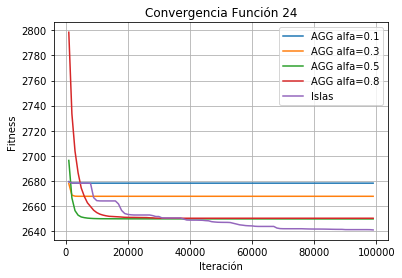 Convergencia Función 24
2800
2780
2760
2740
2720
2700
2680
2660
2640
Fitness
AGG alfa=0.1
AGG alfa=0.3
AGG alfa=0.5
AGG alfa=0.8
Islas
0 20000 40000 60000 80000 100000
Iteración